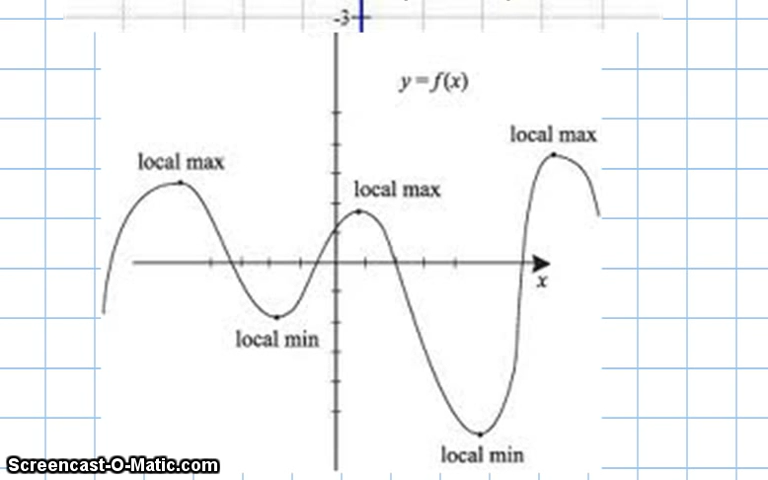 -3
y = f(x)
local max
local max
local max
x
local min
local min
Screencast-O-Matic.com